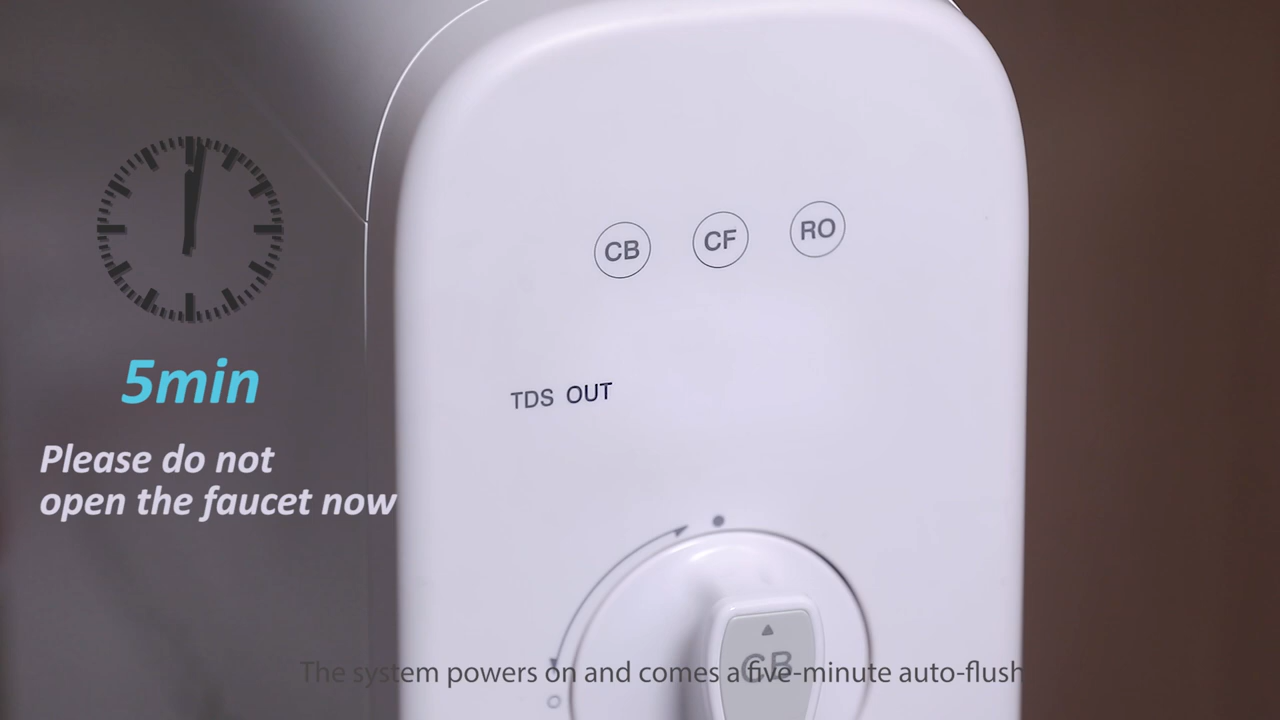 CB CF RO
TDS OUT
5min
Please do not
open the faucet now
CB
The system powers on and comes a five-minute auto-flush